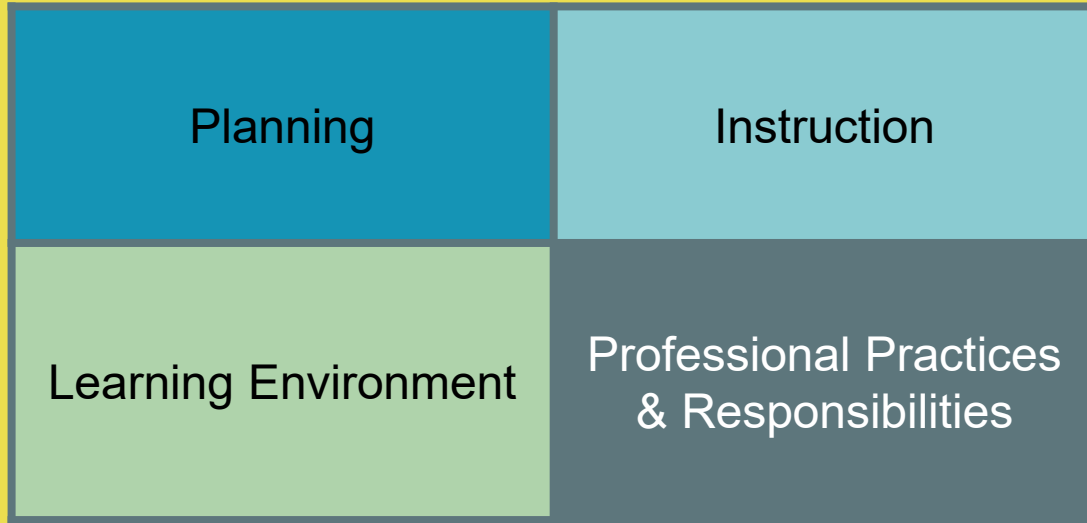 Planning
Instruction
Learning Environment
Professional Practices
& Responsibilities